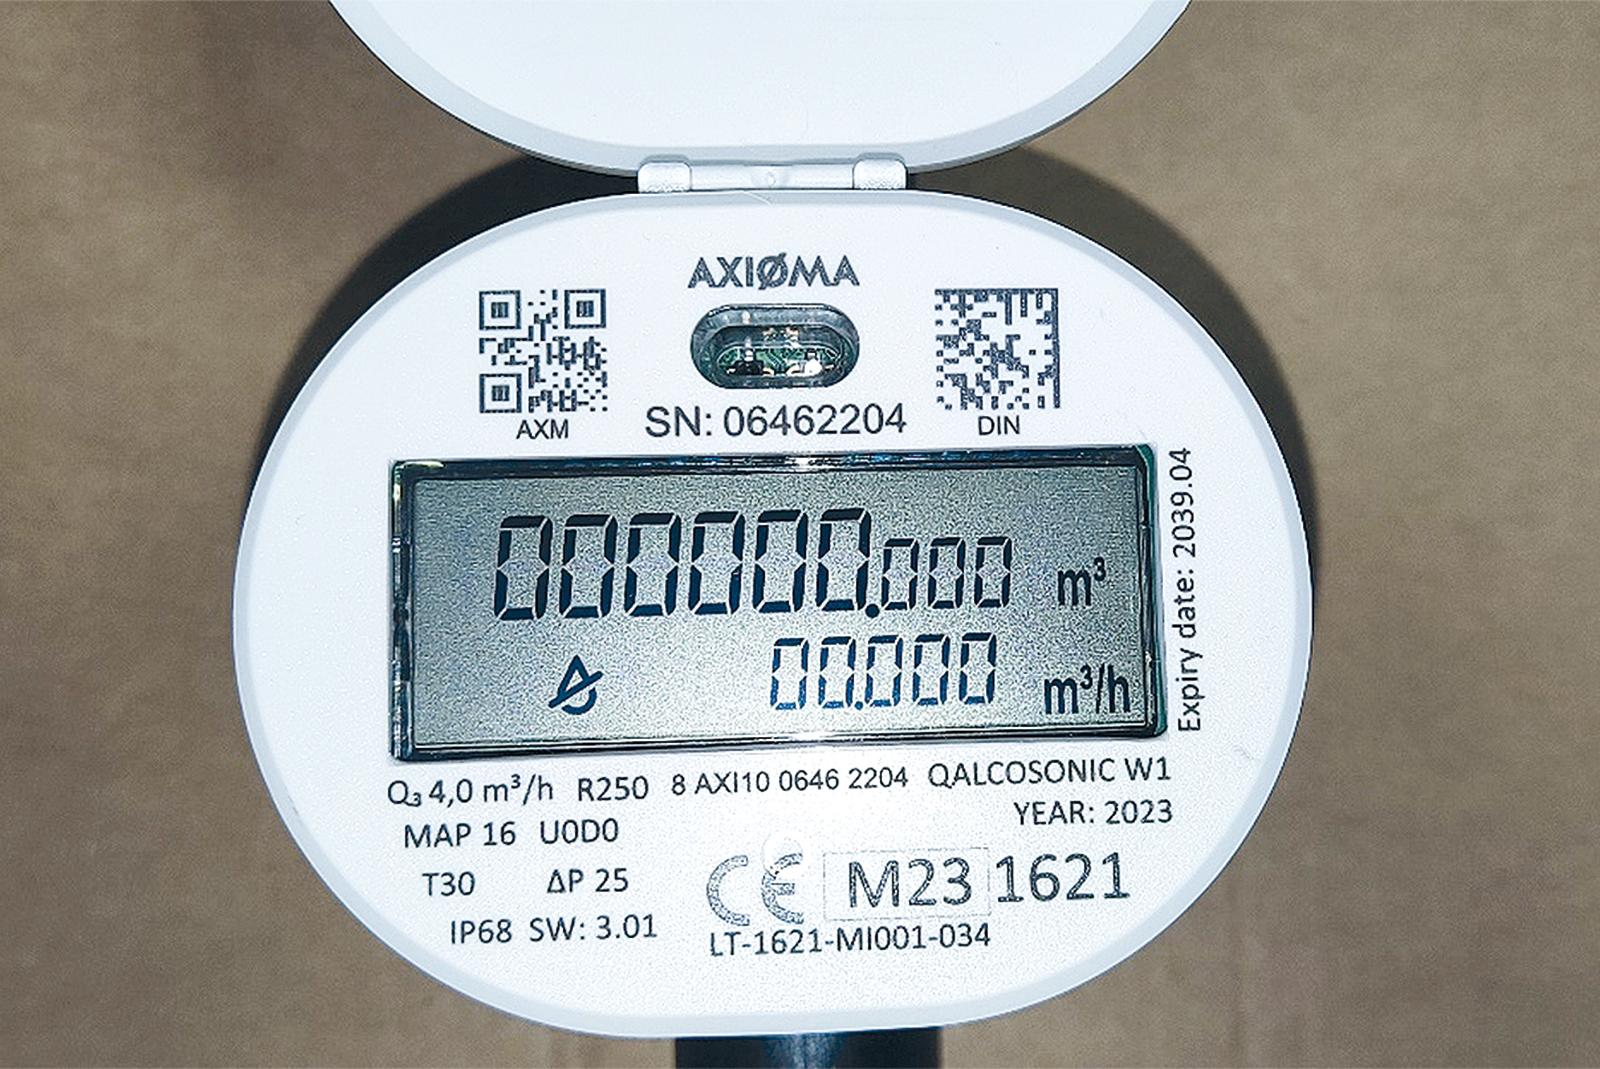 AXIØMA
AXM
SN: 06462204
DIN
000000.000 m³
00.000 m³/h
Expiry date: 2039.04
Q₃ 4,0 m³/h R250 8 AXI10 0646 2204 QALCOSONIC W1
MAP 16 U0D0 YEAR: 2023
T30 ΔP 25 CE M23 1621
IP68 SW: 3.01 LT-1621-MI001-034